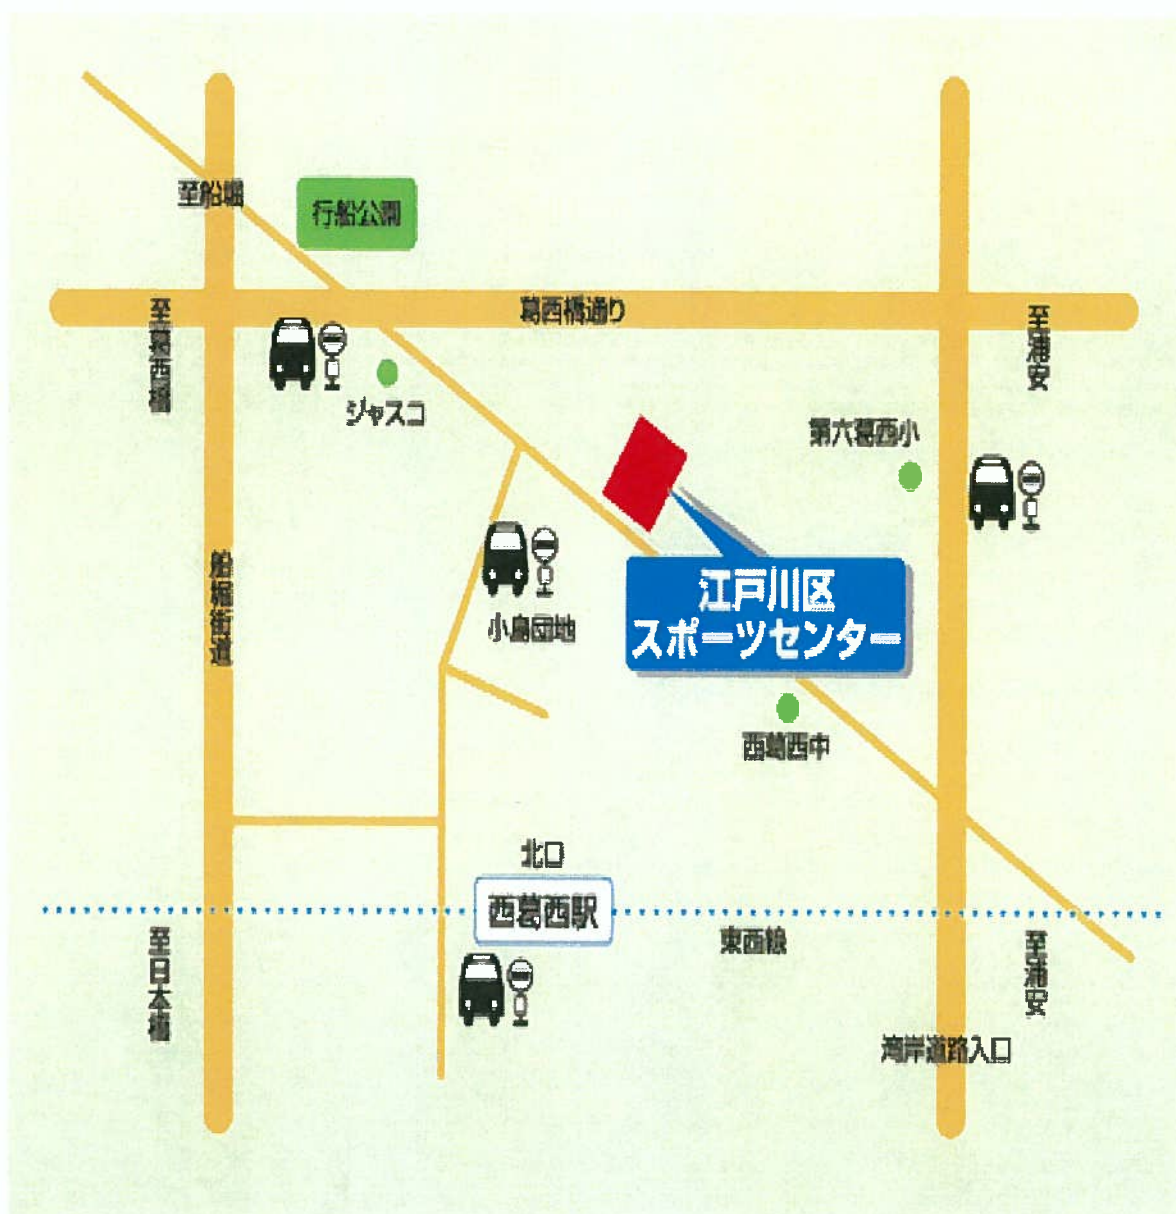 至船堀
行船公園
葛西橋通り
至葛西橋
至浦安
ジャスコ
第六葛西小
船堀街道
江戸川区
スポーツセンター
小島団地
西葛西中
北口
西葛西駅
東西線
至日本橋
至浦安
湾岸道路入口